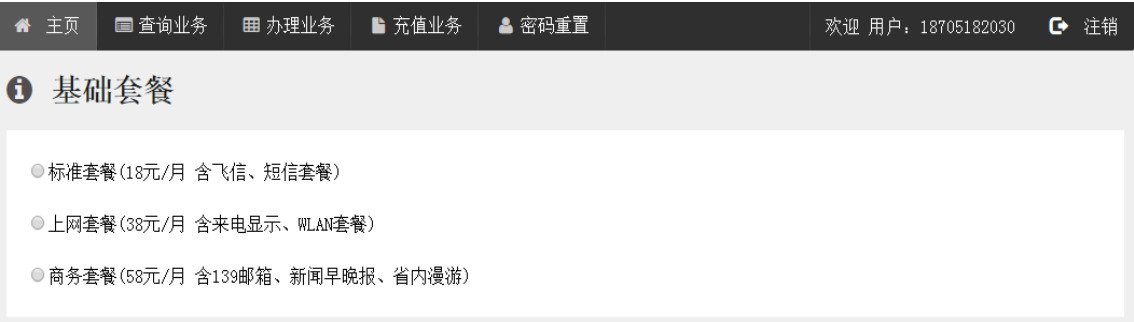 主页 查询业务 办理业务 充值业务 密码重置 欢迎 用户：18705182030 注销
基础套餐
标准套餐(18元/月 含飞信、短信套餐)
上网套餐(38元/月 含来电显示、WLAN套餐)
商务套餐(58元/月 含139邮箱、新闻早晚报、省内漫游)